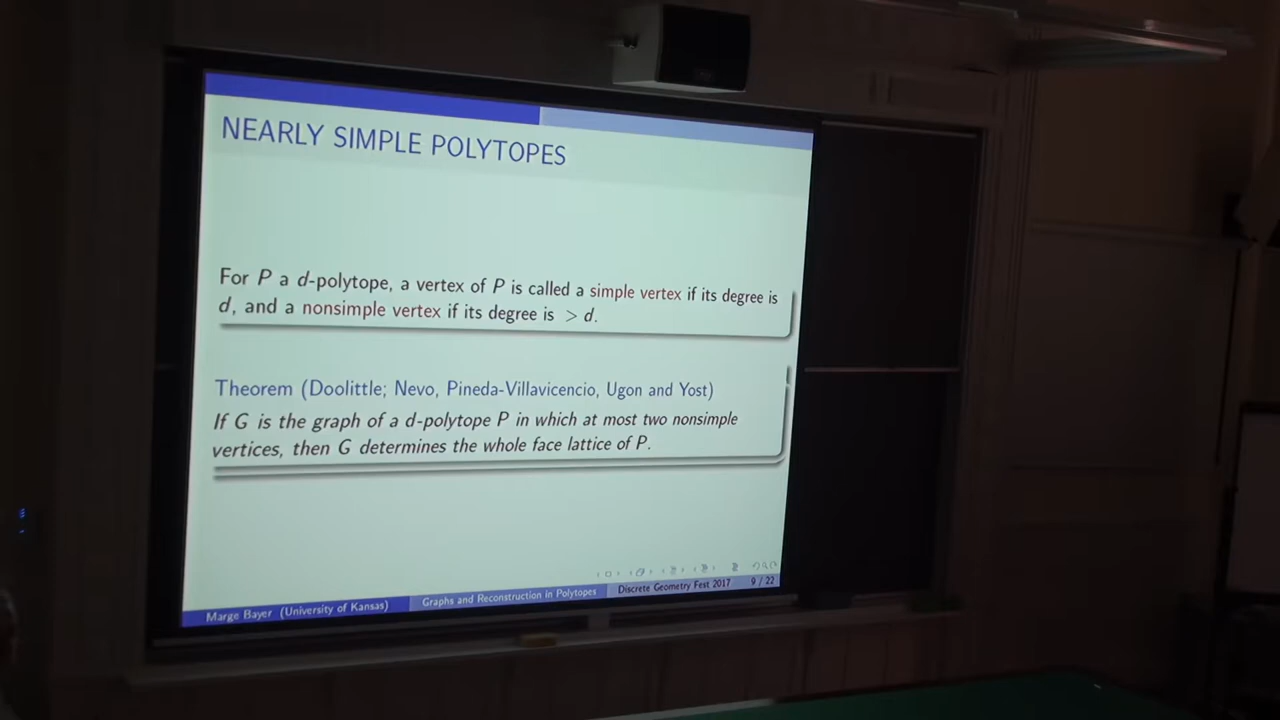 NEARLY SIMPLE POLYTOPES
For P a d-polytope, a vertex of P is called a simple vertex if its degree is
d, and a nonsimple vertex if its degree is > d.
Theorem (Doolittle; Nevo, Pineda-Villavicencio, Ugon and Yost)
If G is the graph of a d-polytope P in which at most two nonsimple
vertices, then G determines the whole face lattice of P.
Marge Bayer (University of Kansas) Graphs and Reconstruction in Polytopes Discrete Geometry Fest 2017 9 / 22